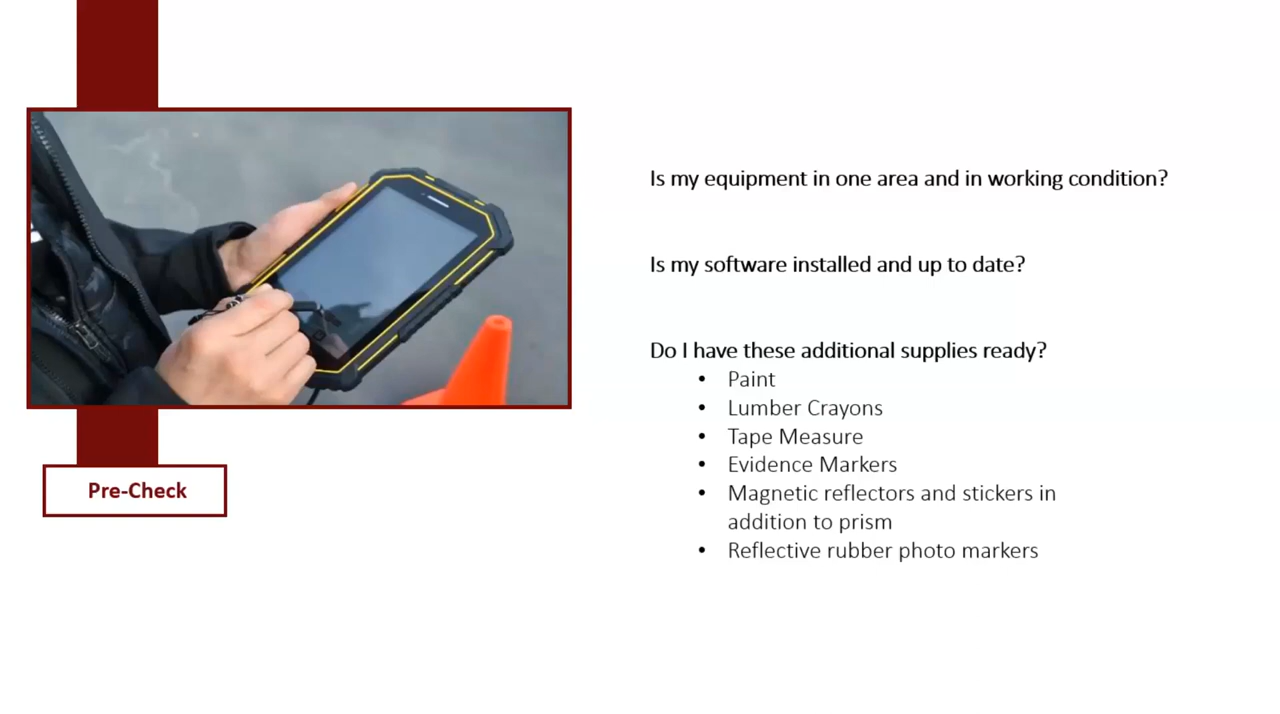 Is my equipment in one area and in working condition?
Is my software installed and up to date?
Do I have these additional supplies ready?
• Paint
• Lumber Crayons
• Tape Measure
• Evidence Markers
• Magnetic reflectors and stickers in
addition to prism
• Reflective rubber photo markers
Pre-Check